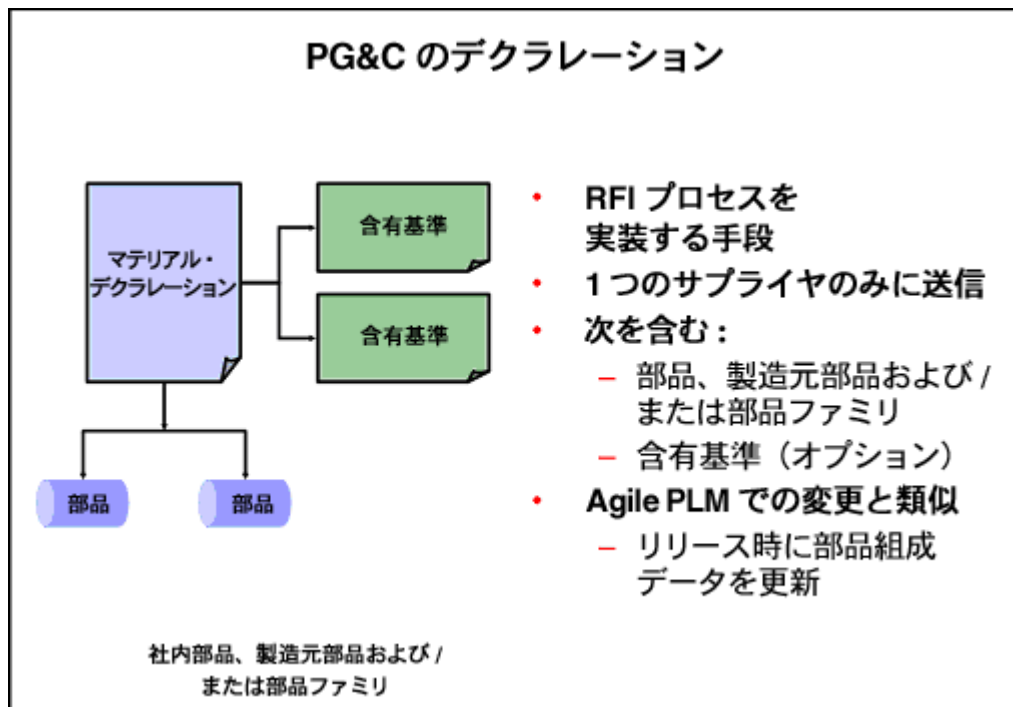 PG&C のデクラレーション
マテリアル・
デクラレーション
含有基準
含有基準
部品
部品
社内部品、製造元部品および /
または部品ファミリ
• RFI プロセスを
実装する手段
• 1 つのサプライヤのみに送信
• 次を含む :
– 部品、製造元部品および /
または部品ファミリ
– 含有基準（オプション）
• Agile PLM での変更と類似
– リリース時に部品組成
データを更新